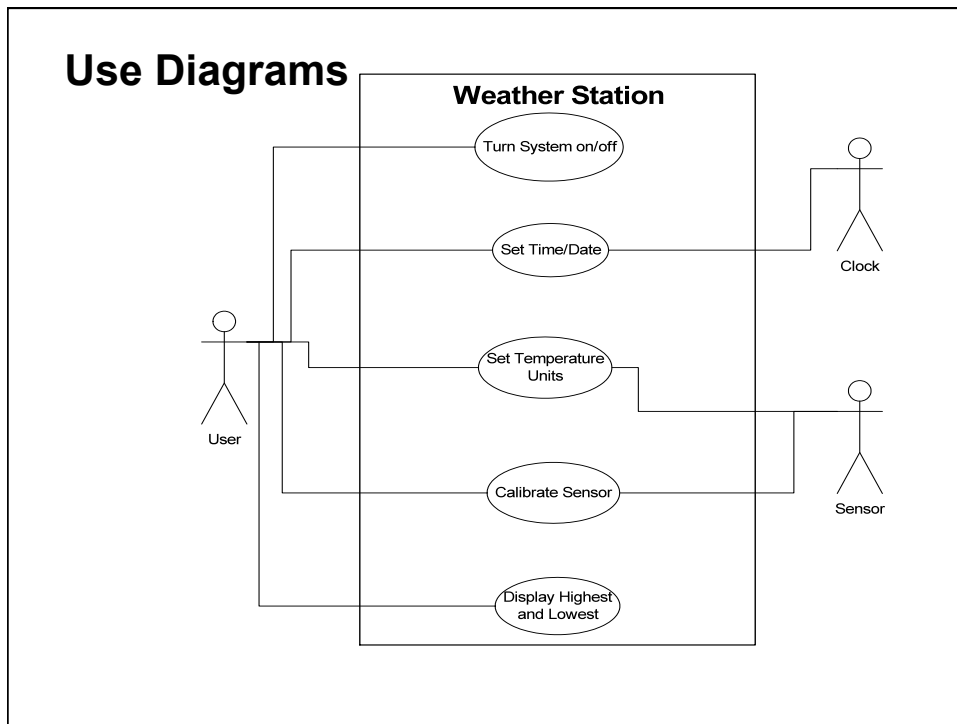 Use Diagrams
Weather Station
Turn System on/off
Set Time/Date
Clock
Set Temperature
Units
User
Calibrate Sensor
Sensor
Display Highest
and Lowest